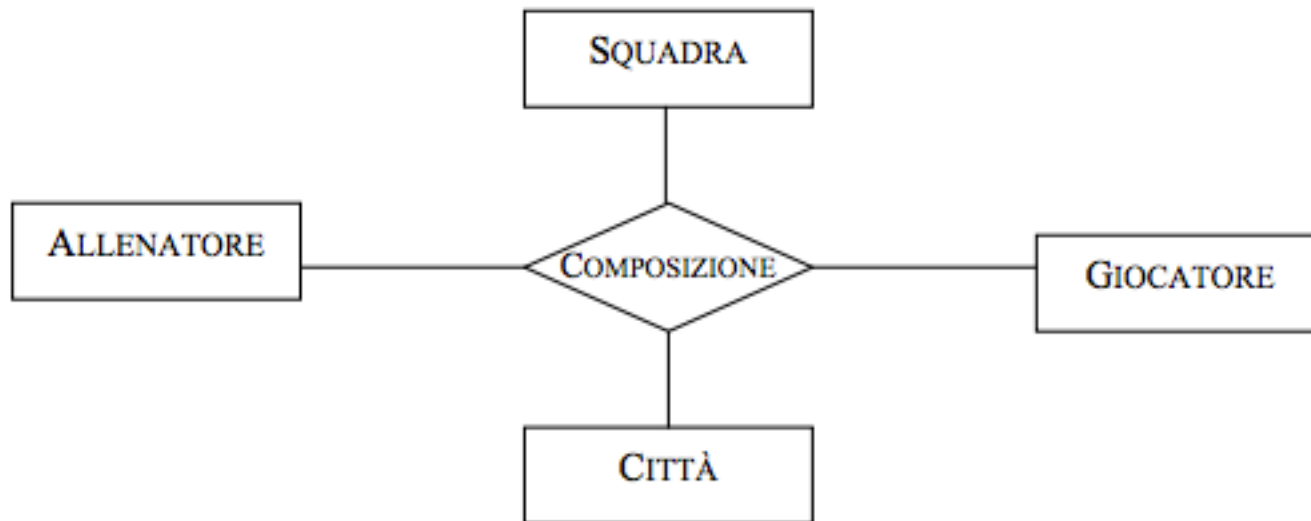 SQUADRA
ALLENATORE
COMPOSIZIONE
GIOCATORE
CITTÀ